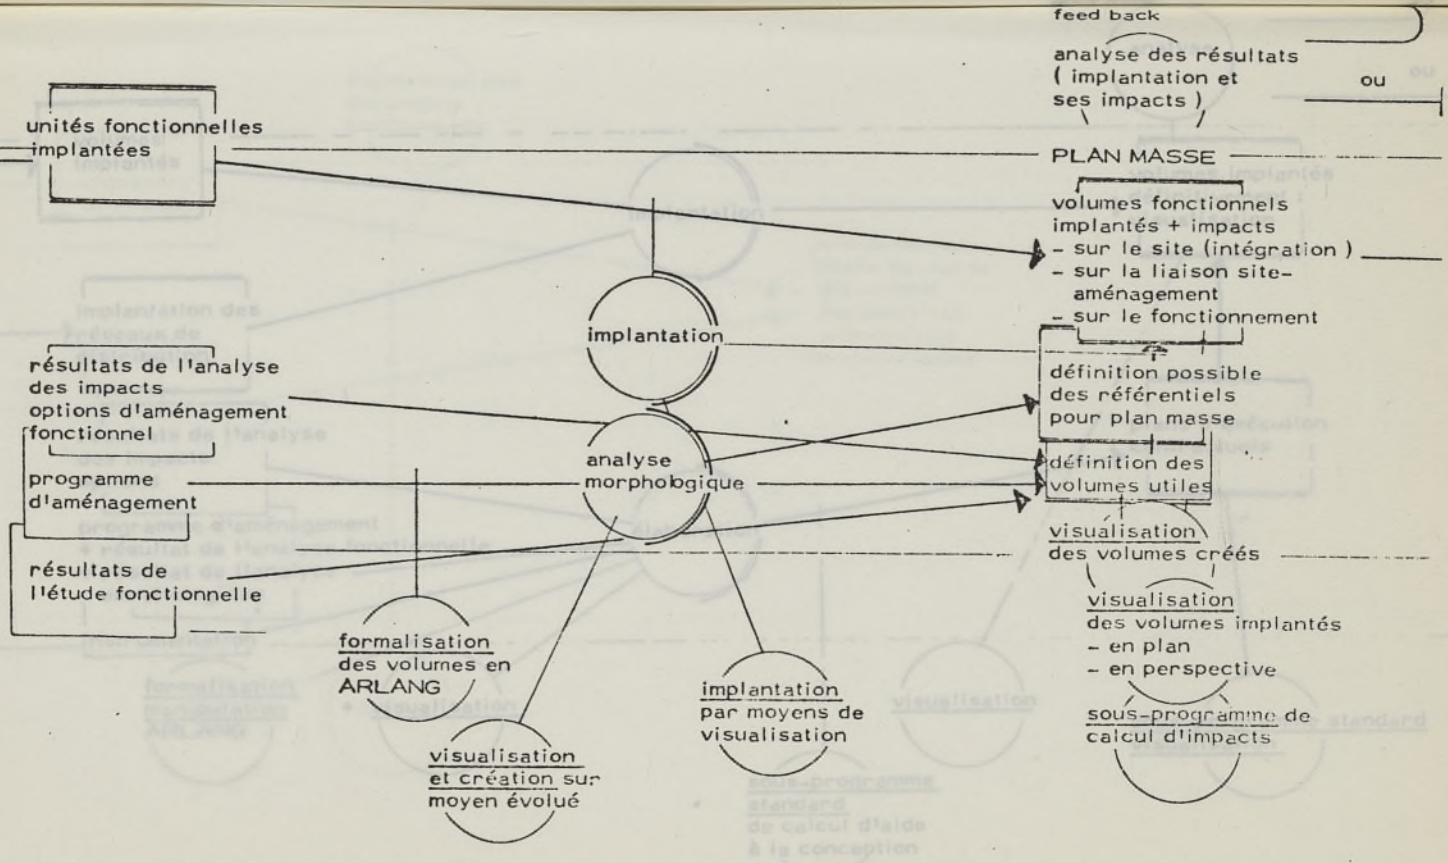 feed back
analyse des résultats
( implantation et
ses impacts )
ou
unités fonctionnelles
implantées
PLAN MASSE
volumes fonctionnels
implantés + impacts
- sur le site (intégration )
- sur la liaison site-
aménagement
- sur le fonnement
implantation
résultats de l'analyse
des impacts
options d'aménagement
fonctionnel
définition possible
des référentiels
pour plan masse
programme
d'aménagement
analyse
morphologique
définition des
volumes utiles
visualisation
des volumes créés
résultats de
l'étude fonctionnelle
visualisation
des volumes implantés
- en plan
- en perspective
formalisation
des volumes en
ARLANG
implantation
par moyens de
visualisation
sous-programme de
calcul d'impacts
visualisation
et création sur
moyen évolué